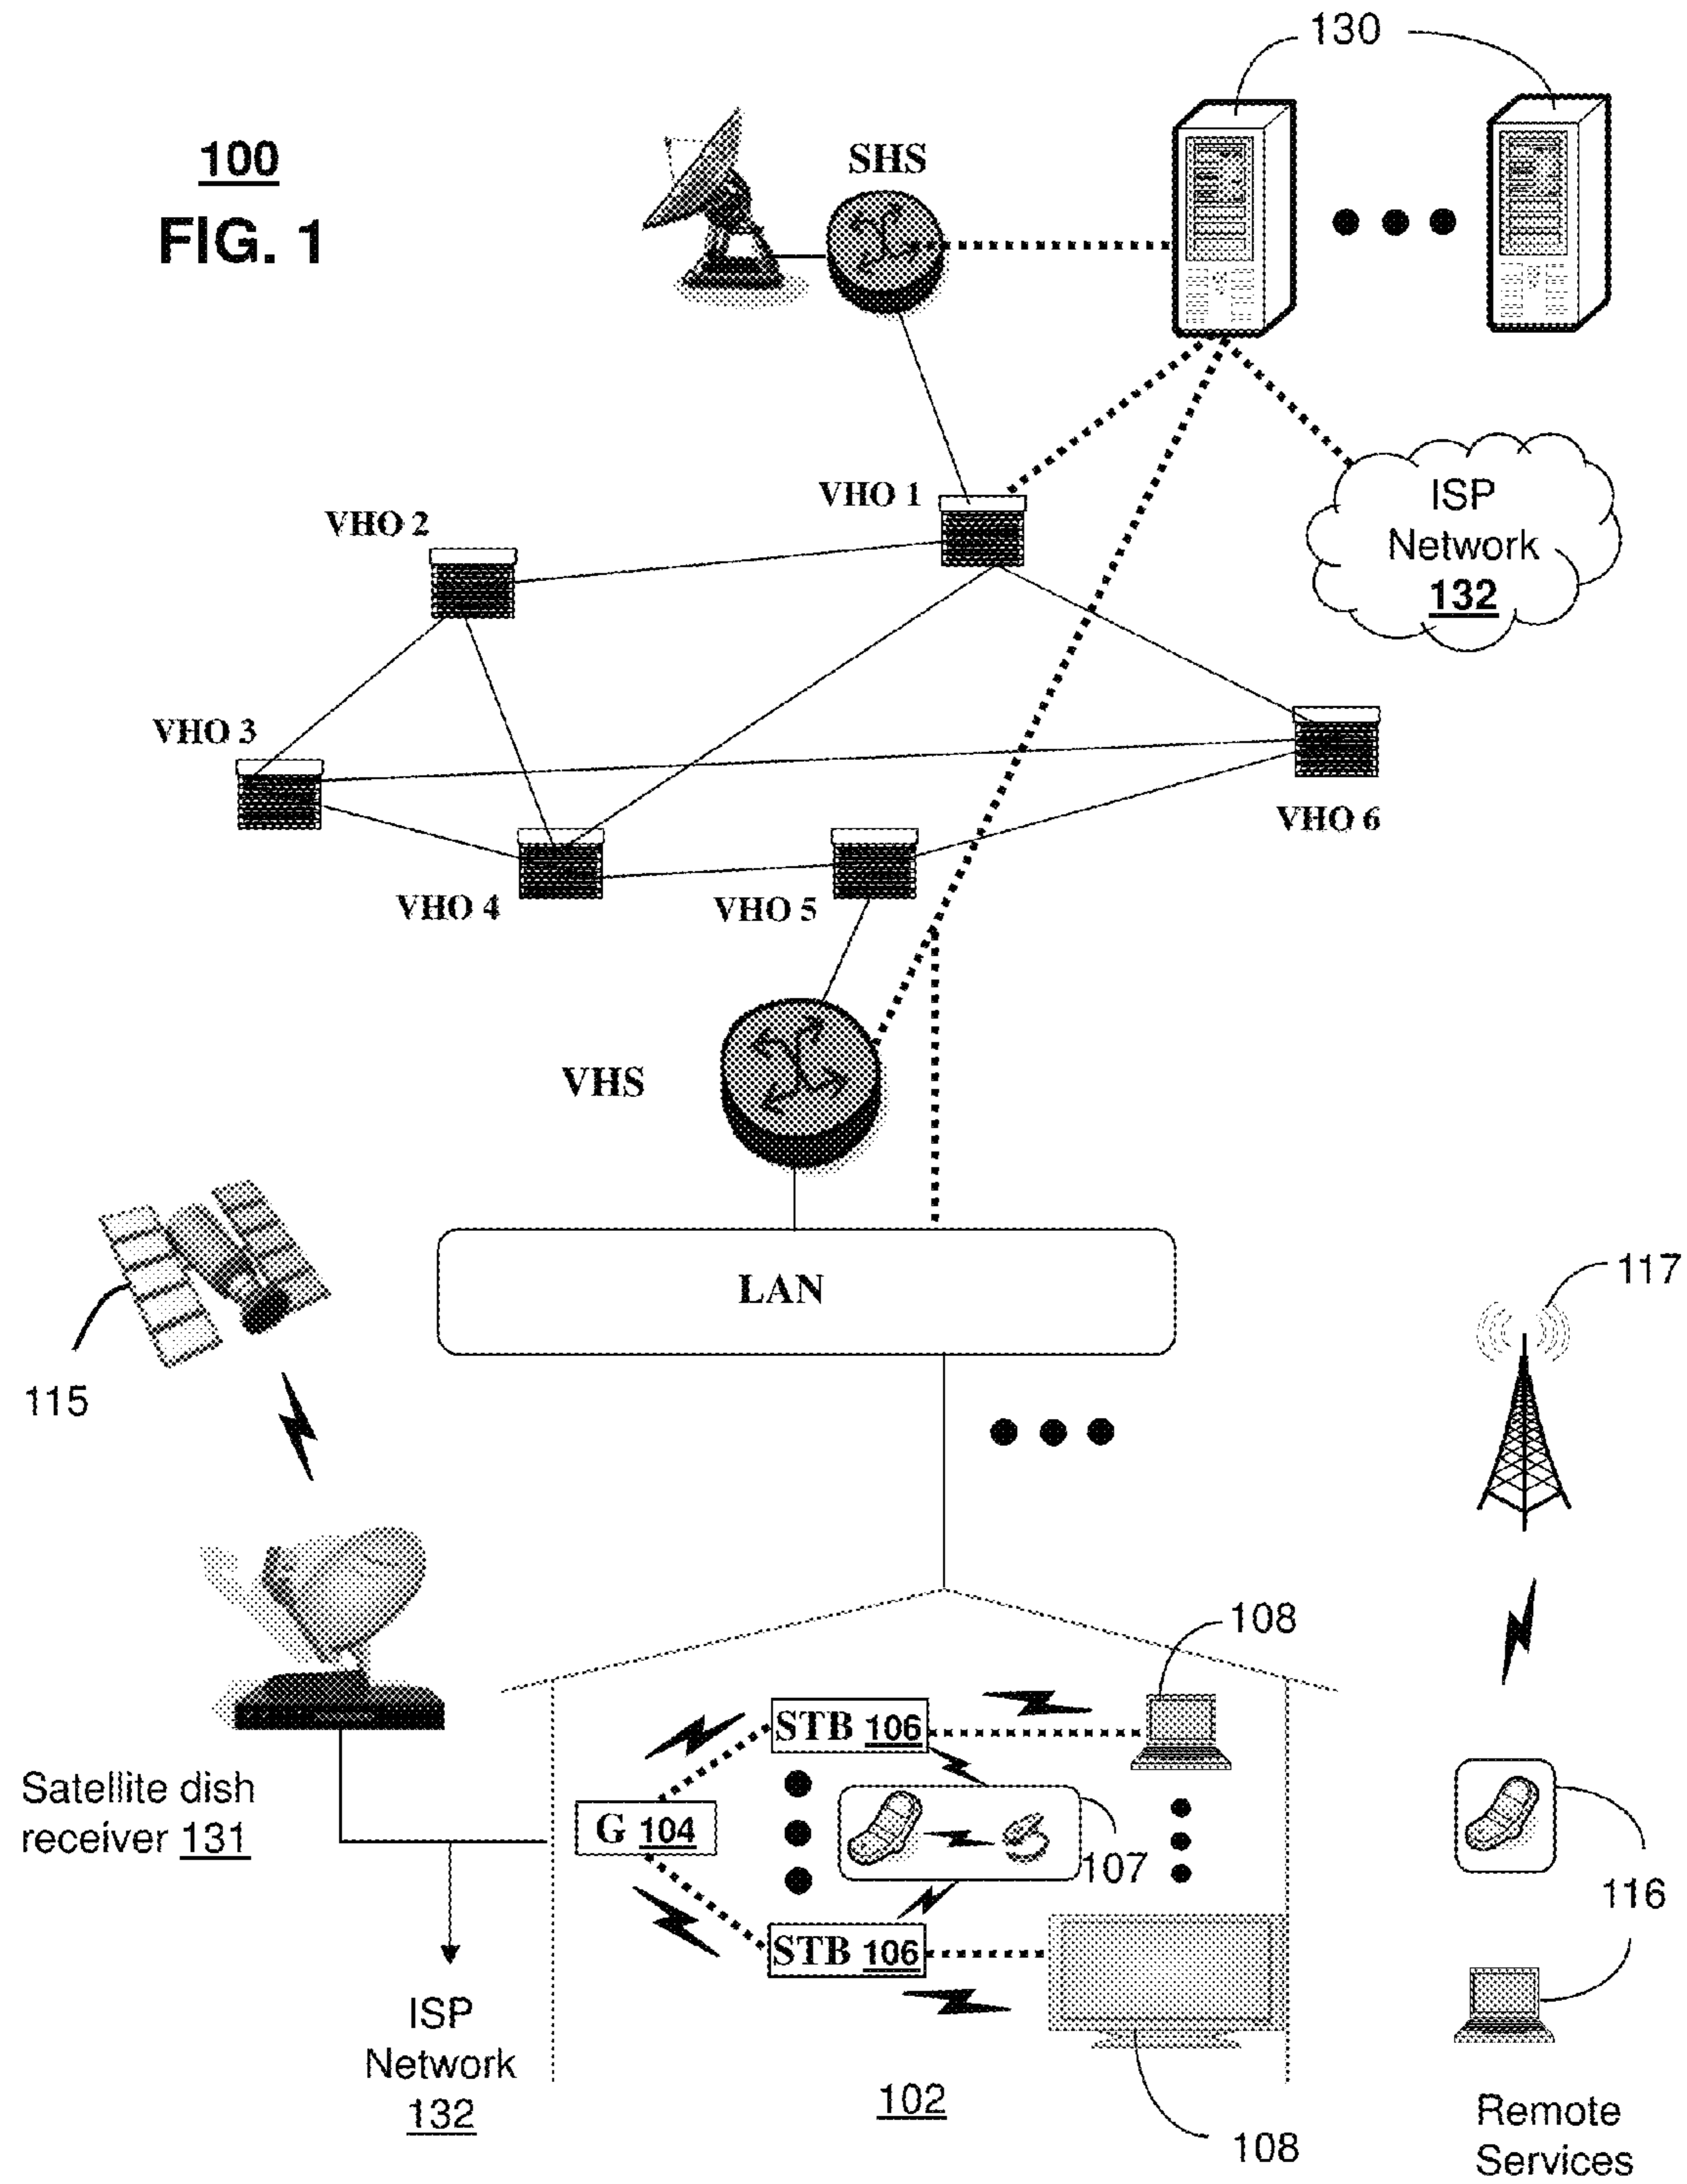 130
100
FIG. 1
SHS
ISP
Network
132
VHO 1
VHO 2
VHO 3
VHO 6
VHO 4
VHO 5
VHS
LAN
117
115
108
STB 106
Satellite dish
receiver 131
G 104
107
116
STB 106
ISP
Network
132
102
108
Remote
Services